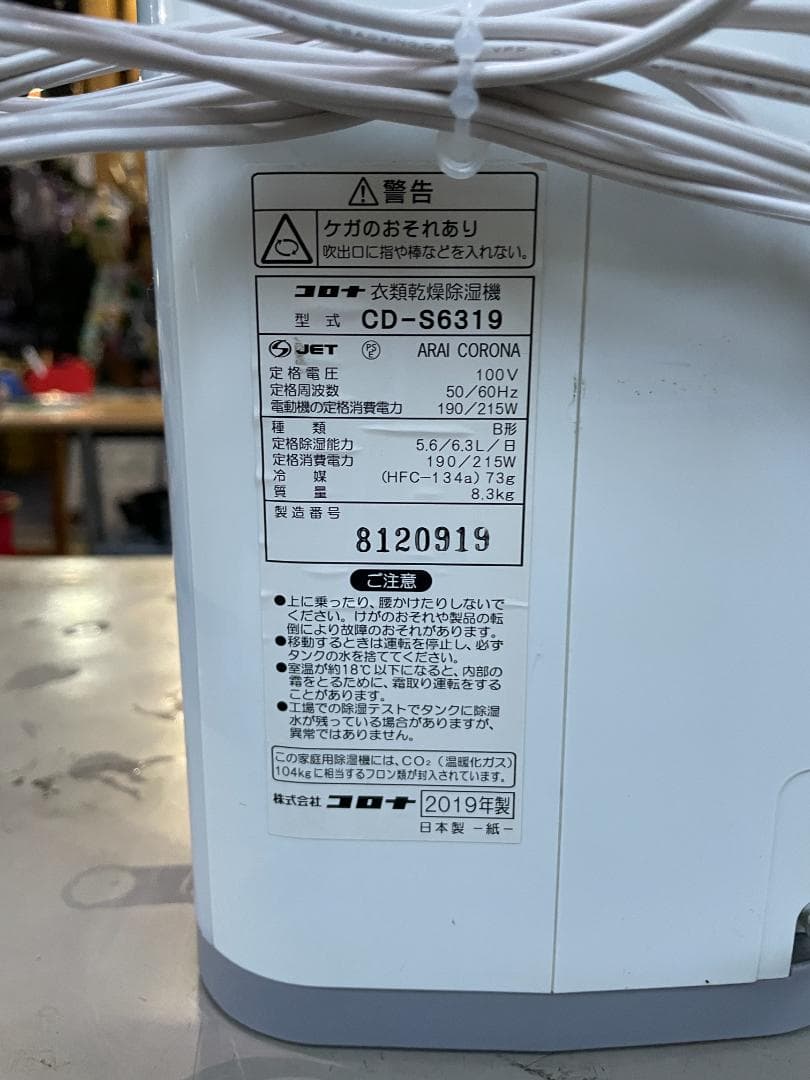 警告
ケガのおそれあり
吹出口に指や棒などを入れない。
コロナ 衣類乾燥除湿機
型式 CD-S6319
JET PSE ARAI CORONA
定格電圧 100V
定格周波数 50/60Hz
電動機の定格消費電力 190/215W
種類 B形
定格除湿能力 5.6/6.3L/日
定格消費電力 190/215W
冷媒 (HFC-134a) 73g
質量 8.3kg
製造番号
8120919
ご注意
●上に乗ったり、腰かけたりしないで
ください。けがのおそれや製品の転
倒により故障のおそれがあります。
●移動するときは運転を停止し、必ず
タンクの水を捨ててください。
●室温が約18℃以下になると、内部の
霜をとるために、霜取り運転をする
ことがあります。
●工場での除湿テストでタンクに除湿
水が残っている場合がありますが、
異常ではありません。
この家庭用除湿機には、CO₂(温暖化ガス)
104kgに相当するフロン類が封入されています。
株式会社 コロナ 2019年製
日本製 -紙-